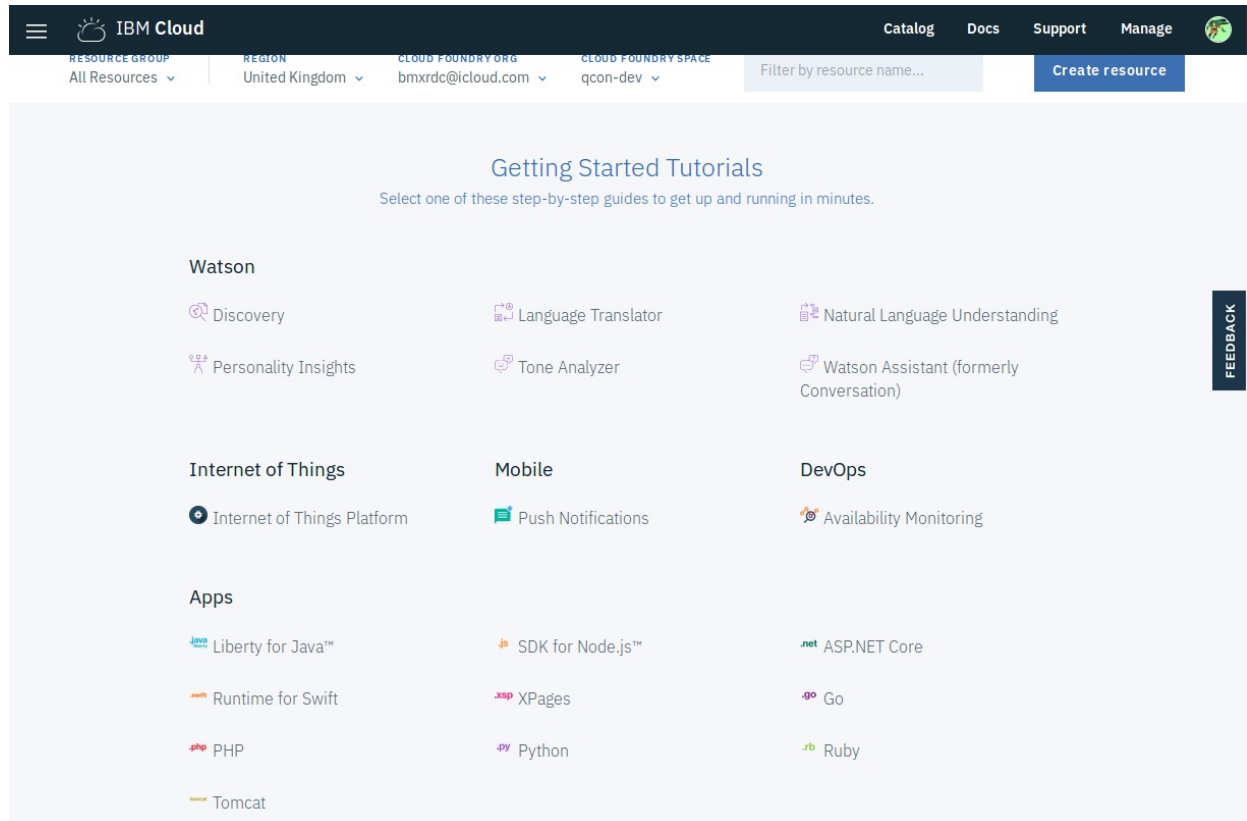 IBM Cloud
Catalog Docs Support Manage
RESOURCE GROUP REGION CLOUD FOUNDRY ORG CLOUD FOUNDRY SPACE
All Resources United Kingdom bmxrdc@icloud.com qcon-dev Filter by resource name... Create resource
Getting Started Tutorials
Select one of these step-by-step guides to get up and running in minutes.
Watson
Discovery Language Translator Natural Language Understanding
Personality Insights Tone Analyzer Watson Assistant (formerly
Conversation)
FEEDBACK
Internet of Things Mobile DevOps
Internet of Things Platform Push Notifications Availability Monitoring
Apps
.java Liberty for Java™ .js SDK for Node.js™ .net ASP.NET Core
.swift Runtime for Swift .xsp XPages .go Go
.php PHP .py Python .rb Ruby
tomcat Tomcat